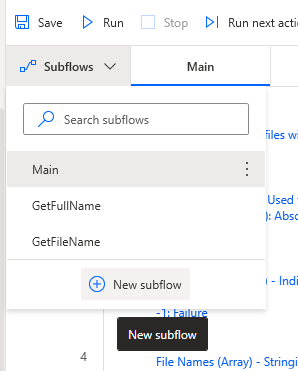 Save Run Stop Run next actio
Subflows Main
Search subflows
files wi
Main
Used
): Absc
GetFullName
GetFileName
) - Indi
New subflow
-1: Failure
New subflow
4
File Names (Array) - Stringi